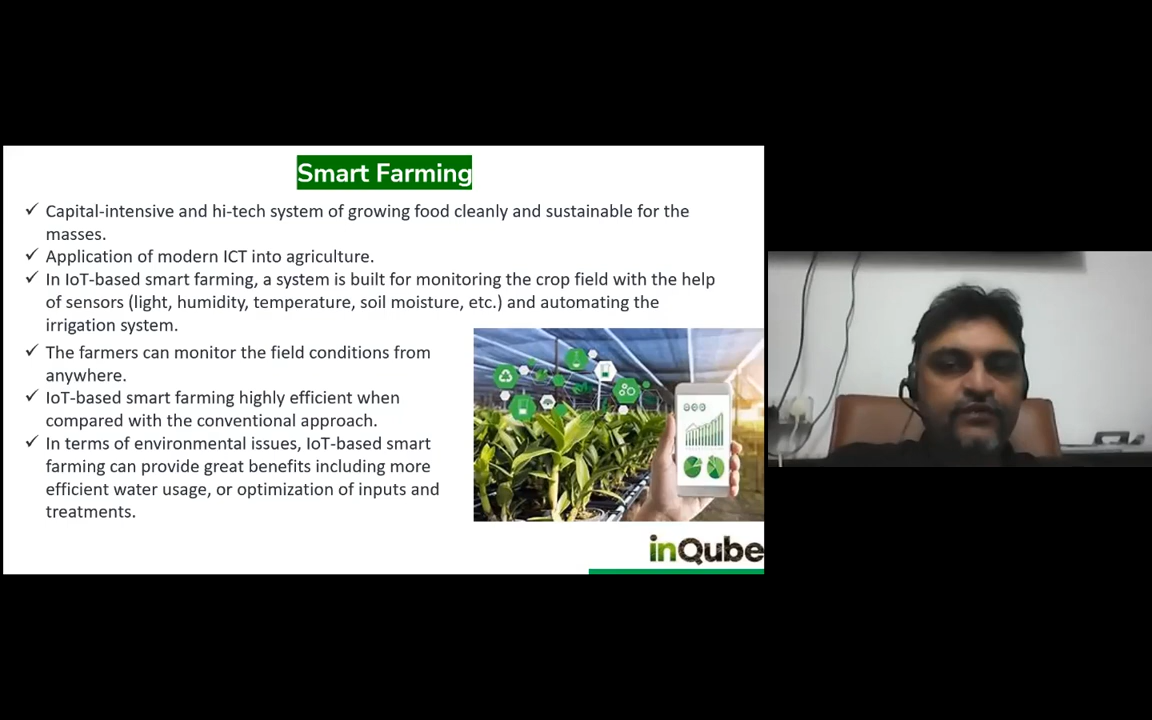 Smart Farming
✓ Capital-intensive and hi-tech system of growing food cleanly and sustainable for the
masses.
✓ Application of modern ICT into agriculture.
✓ In IoT-based smart farming, a system is built for monitoring the crop field with the help
of sensors (light, humidity, temperature, soil moisture, etc.) and automating the
irrigation system.
✓ The farmers can monitor the field conditions from
anywhere.
✓ IoT-based smart farming highly efficient when
compared with the conventional approach.
✓ In terms of environmental issues, IoT-based smart
farming can provide great benefits including more
efficient water usage, or optimization of inputs and
treatments.
inQube